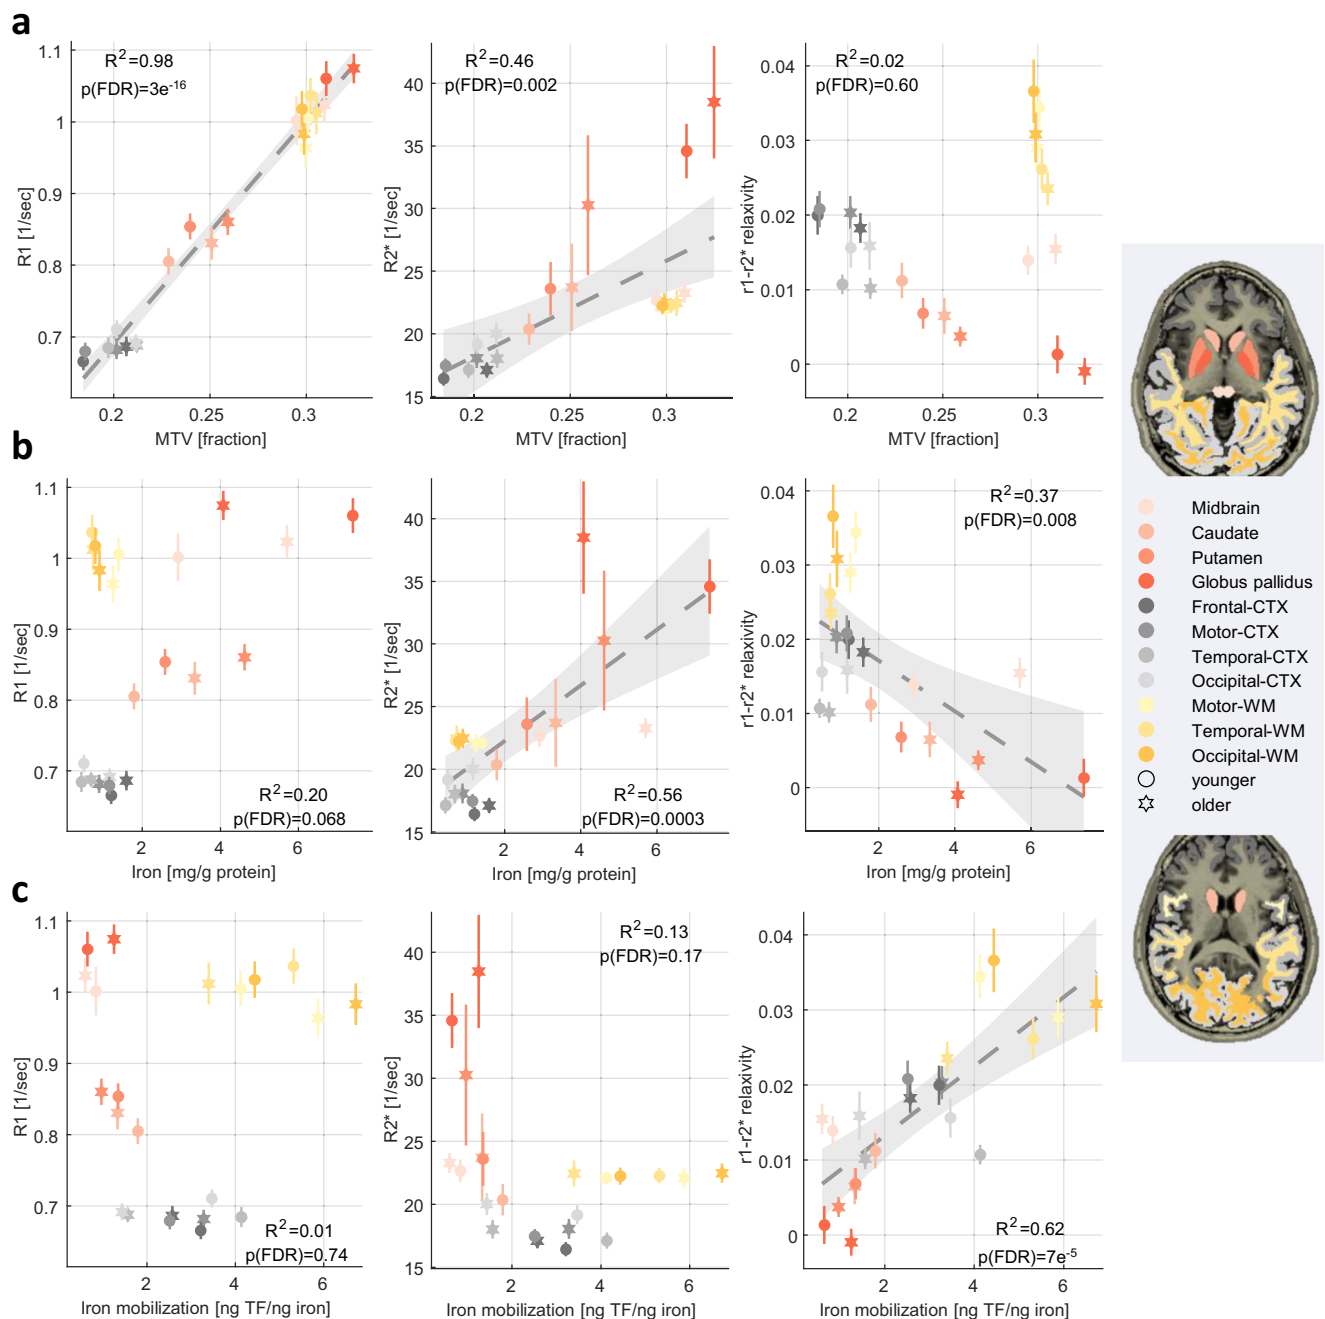 a
R²=0.98
p(FDR)=3e⁻¹⁶
1.1
1
0.9
0.8
0.7
R1 [1/sec]
0.2 0.25 0.3
MTV [fraction]
R²=0.46
p(FDR)=0.002
40
35
30
25
20
15
R2* [1/sec]
0.2 0.25 0.3
MTV [fraction]
R²=0.02
p(FDR)=0.60
0.04
0.03
0.02
0.01
0
r1-r2* relaxivity
0.2 0.25 0.3
MTV [fraction]
b
1.1
1
0.9
0.8
0.7
R1 [1/sec]
R²=0.20
p(FDR)=0.068
2 4 6
Iron [mg/g protein]
40
35
30
25
20
15
R2* [1/sec]
R²=0.56
p(FDR)=0.0003
2 4 6
Iron [mg/g protein]
R²=0.37
p(FDR)=0.008
0.04
0.03
0.02
0.01
0
r1-r2* relaxivity
2 4 6
Iron [mg/g protein]
c
1.1
1
0.9
0.8
0.7
R1 [1/sec]
R²=0.01
p(FDR)=0.74
2 4 6
Iron mobilization [ng TF/ng iron]
R²=0.13
p(FDR)=0.17
40
35
30
25
20
15
R2* [1/sec]
0 2 4 6
Iron mobilization [ng TF/ng iron]
0.04
0.03
0.02
0.01
0
r1-r2* relaxivity
R²=0.62
p(FDR)=7e⁻⁵
2 4 6
Iron mobilization [ng TF/ng iron]
Midbrain
Caudate
Putamen
Globus pallidus
Frontal-CTX
Motor-CTX
Temporal-CTX
Occipital-CTX
Motor-WM
Temporal-WM
Occipital-WM
younger
older